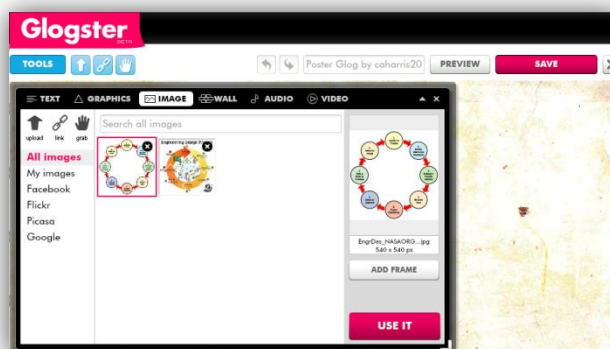 Glogster
BETA
TOOLS
Poster Glog by caharris20
PREVIEW
SAVE
TEXT
GRAPHICS
IMAGE
WALL
AUDIO
VIDEO
upload link grab
Search all images
All images
My images
Facebook
Flickr
Picasa
Google
EngrDes_NASAORG...jpg
540 x 540 px
ADD FRAME
USE IT